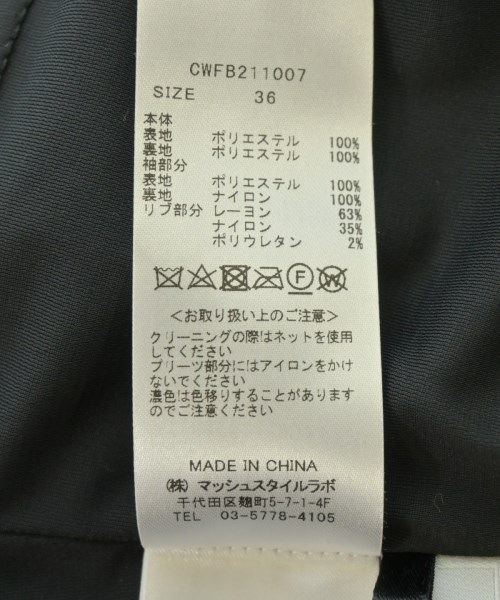 CWFB211007
SIZE 36
本体
表地 ポリエステル 100%
裏地 ポリエステル 100%
袖部分
表地 ポリエステル 100%
裏地 ナイロン 100%
リブ部分 レーヨン 63%
ナイロン 35%
ポリウレタン 2%
F W
＜お取り扱い上のご注意＞
クリーニングの際はネットを使用
してください
プリーツ部分にはアイロンをかけ
ないでください
濃色は色移りすることがあります
のでご注意ください
MADE IN CHINA
(株) マッシュスタイルラボ
千代田区麹町5-7-1-4F
TEL 03-5778-4105